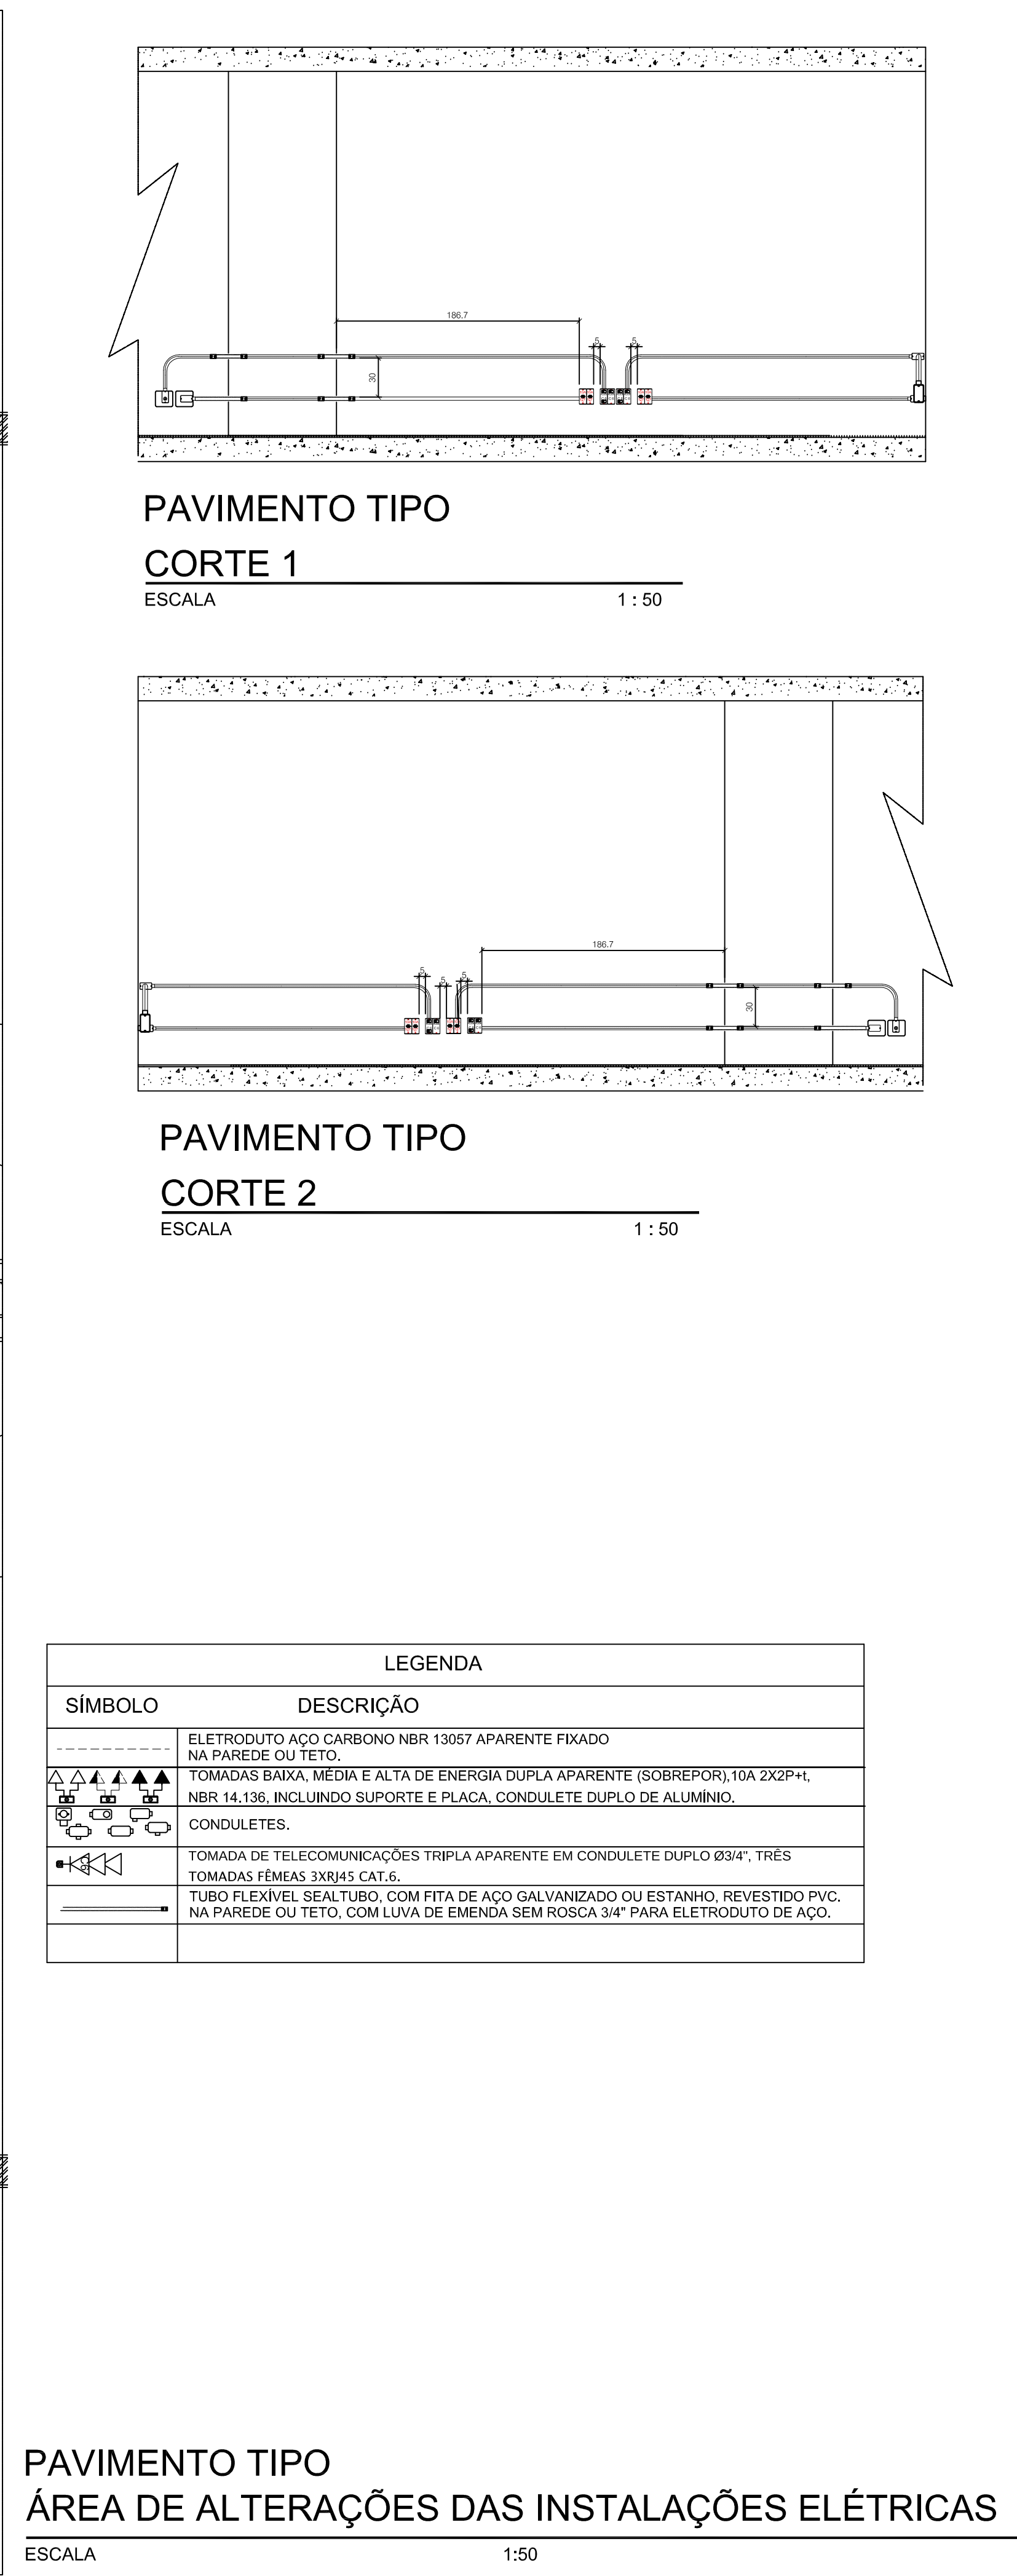 186.7
5
5
30
PAVIMENTO TIPO
CORTE 1
ESCALA 1 : 50
186.7
5
5
5
30
PAVIMENTO TIPO
CORTE 2
ESCALA 1 : 50
LEGENDA
SÍMBOLO DESCRIÇÃO
ELETRODUTO AÇO CARBONO NBR 13057 APARENTE FIXADO
NA PAREDE OU TETO.
TOMADAS BAIXA, MÉDIA E ALTA DE ENERGIA DUPLA APARENTE (SOBREPOR),10A 2X2P+t,
NBR 14.136, INCLUINDO SUPORTE E PLACA, CONDULETE DUPLO DE ALUMÍNIO.
CONDULETES.
TOMADA DE TELECOMUNICAÇÕES TRIPLA APARENTE EM CONDULETE DUPLO Ø3/4", TRÊS
TOMADAS FÊMEAS 3XRJ45 CAT.6.
TUBO FLEXÍVEL SEALTUBO, COM FITA DE AÇO GALVANIZADO OU ESTANHO, REVESTIDO PVC.
NA PAREDE OU TETO, COM LUVA DE EMENDA SEM ROSCA 3/4" PARA ELETRODUTO DE AÇO.
PAVIMENTO TIPO
ÁREA DE ALTERAÇÕES DAS INSTALAÇÕES ELÉTRICAS
ESCALA 1:50